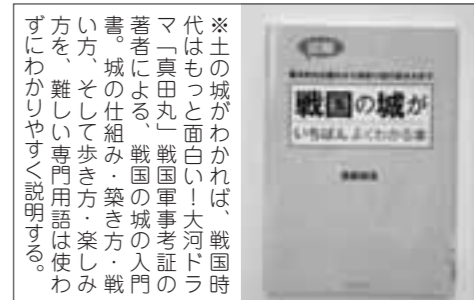 ※土の城がわかれば、戦国時
代はもっと面白い!大河ドラ
マ「真田丸」戦国軍事考証の
著者による、戦国の城の入門
書。城の仕組み・築き方・戦
い方、そして歩き方・楽しみ
方を、難しい専門用語は使わ
ずにわかりやすく説明する。
戦国の城が
いちばんよくわかる本